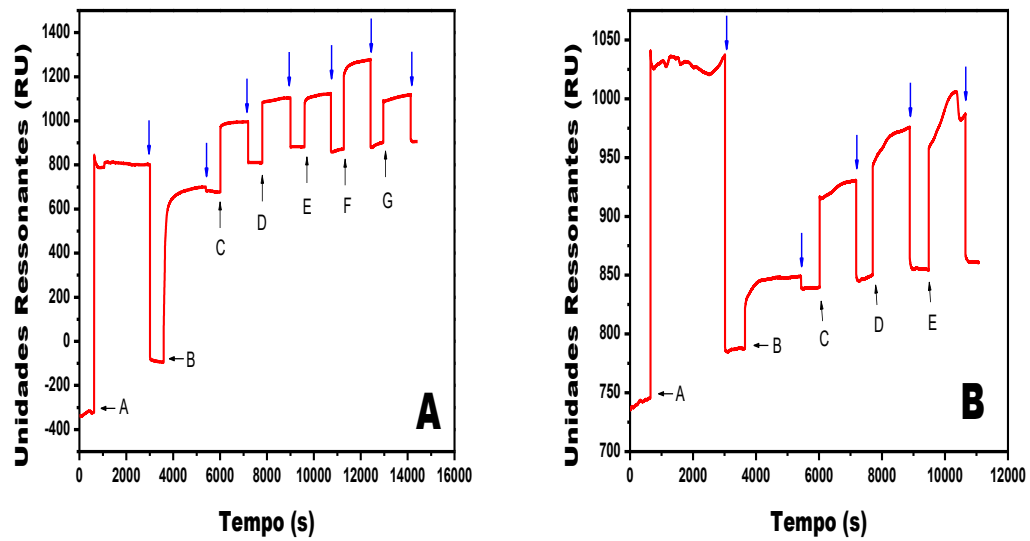 Unidades Ressonantes (RU)
1400
1200
1000
800
600
400
200
0
-200
-400
A
B
C
D
E
F
G
A
0 2000 4000 6000 8000 10000 12000 14000 16000
Tempo (s)
Unidades Ressonantes (RU)
1050
1000
950
900
850
800
750
700
A
B
C
D
E
B
0 2000 4000 6000 8000 10000 12000
Tempo (s)